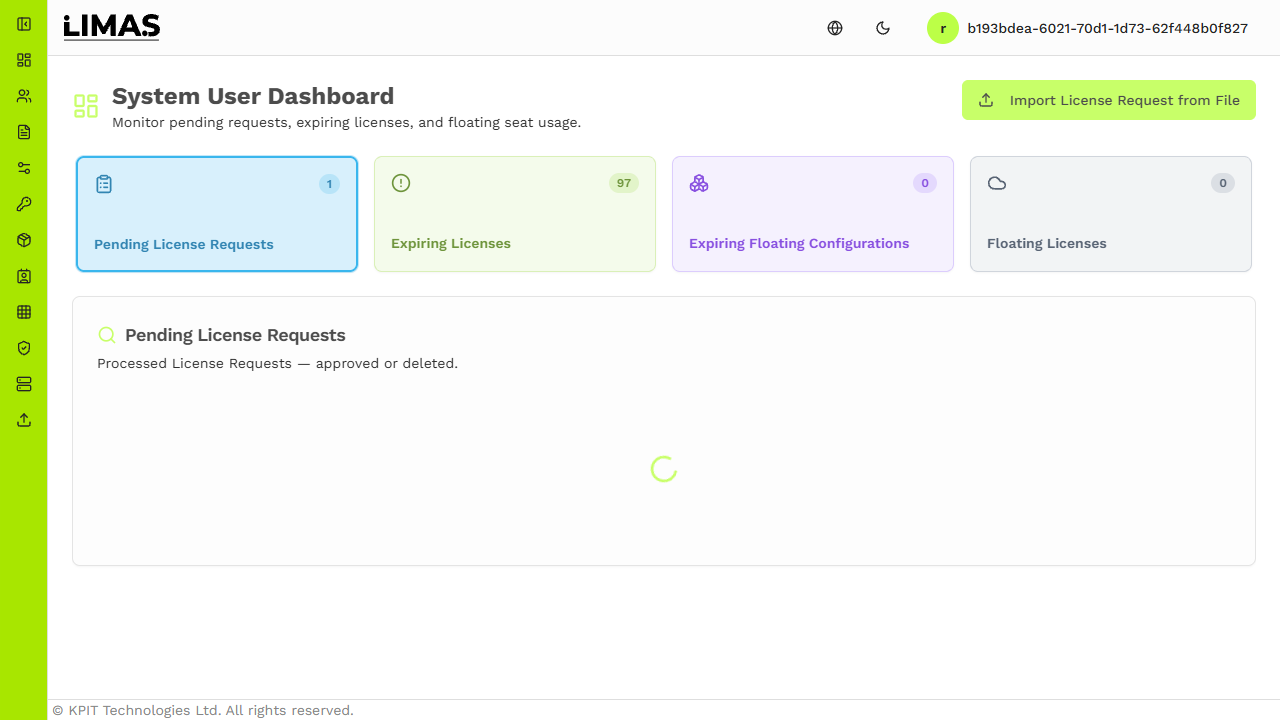 LIMAS
r
b193bdea-6021-70d1-1d73-62f448b0f827
System User Dashboard
Monitor pending requests, expiring licenses, and floating seat usage.
Import License Request from File
1
Pending License Requests
97
Expiring Licenses
0
Expiring Floating Configurations
0
Floating Licenses
Pending License Requests
Processed License Requests — approved or deleted.
© KPIT Technologies Ltd. All rights reserved.